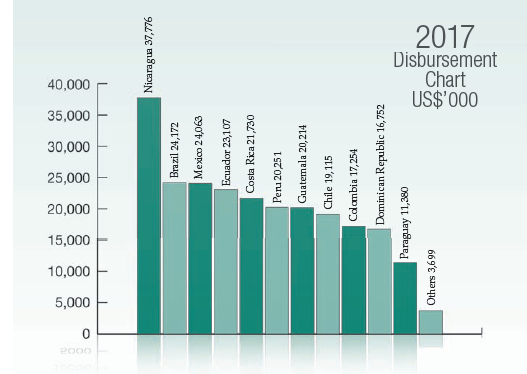 2017
Disbursement
Chart
US$'000
40,000
35,000
30,000
25,000
20,000
15,000
10,000
5,000
0
Nicaragua 37,776
Brazil 24,172
Mexico 24,063
Ecuador 23,107
Costa Rica 21,730
Peru 20,251
Guatemala 20,214
Chile 19,115
Colombia 17,254
Dominican Republic 16,752
Paraguay 11,380
Others 3,699